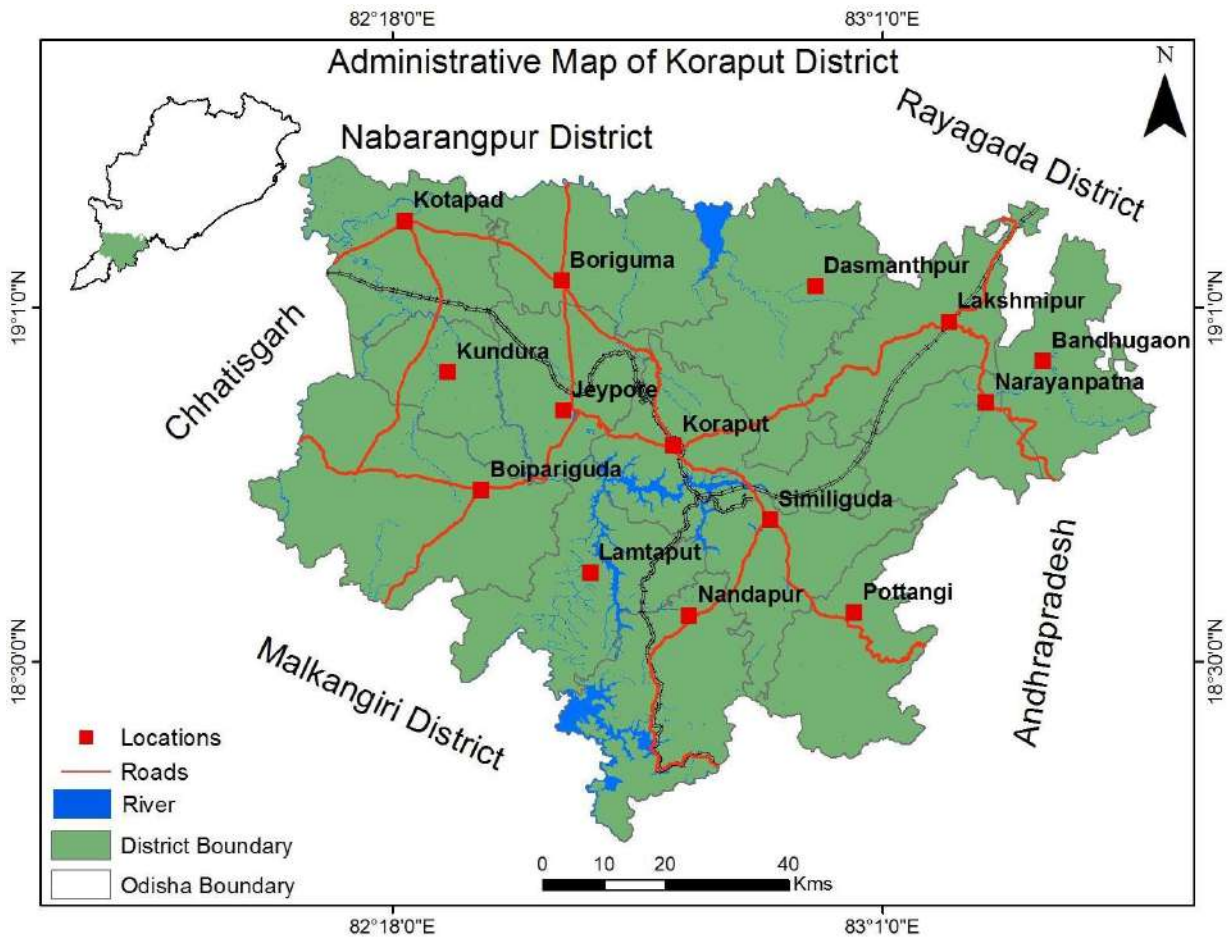 82°18'0"E
83°1'0"E
Administrative Map of Koraput District
N
Nabarangpur District
Rayagada District
Kotapad
Boriguma
Dasmanthpur
Lakshmipur
19°1'0"N
19°1'0"N
Bandhugaon
Kundura
Chhatisgarh
Narayanpatna
Jeypore
Koraput
Boipariguda
Similiguda
Lamtaput
Nandapur
Pottangi
Andhrapradesh
18°30'0"N
18°30'0"N
Malkangiri District
Locations
Roads
River
District Boundary
Odisha Boundary
0 10 20 40
Kms
82°18'0"E
83°1'0"E